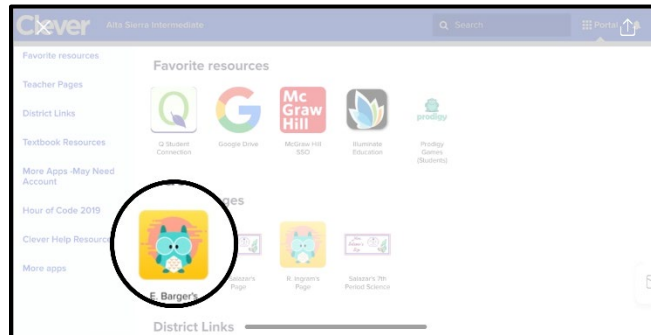 Clever
Alta Sierra Intermediate
Search
Portal
Favorite resources
Teacher Pages
District Links
Textbook Resources
More Apps -May Need
Account
Hour of Code 2019
Clever Help Resourc
More apps
Favorite resources
Q
G
Mc
Graw
Hill
prodigy
Q Student
Connection
Google Drive
McGraw Hill
SSO
Illuminate
Education
Prodigy
Games
(Students)
ges
E. Barger's
Salazar's
Page
R. Ingram's
Page
Salazar's 7th
Period Science
District Links